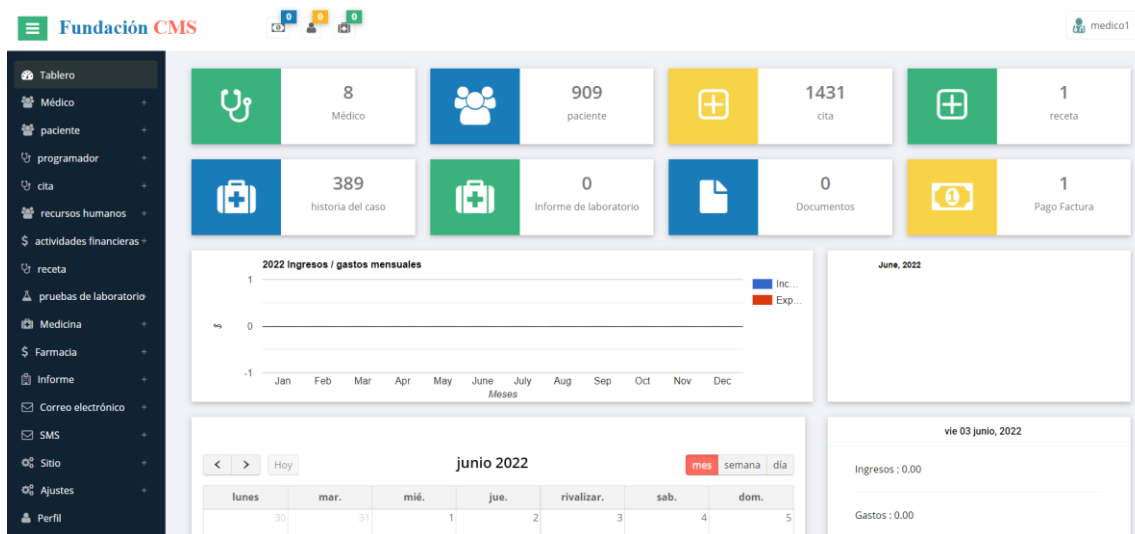 Fundación CMS
0 0 0
medico1
Tablero
Médico +
paciente +
programador +
cita +
recursos humanos +
$ actividades financieras +
receta
pruebas de laboratorio
Medicina +
$ Farmacia +
Informe +
Correo electrónico +
SMS +
Sitio +
Ajustes +
Perfil
8
Médico
909
paciente
1431
cita
1
receta
389
historia del caso
0
Informe de laboratorio
0
Documentos
1
Pago Factura
2022 Ingresos / gastos mensuales
1
0
-1
$
Jan Feb Mar Apr May June July Aug Sep Oct Nov Dec
Meses
Inc...
Exp...
June, 2022
< > Hoy
junio 2022
mes semana día
lunes mar. mié. jue. rivalizar. sab. dom.
30 31 1 2 3 4 5
vie 03 junio, 2022
Ingresos : 0.00
Gastos : 0.00